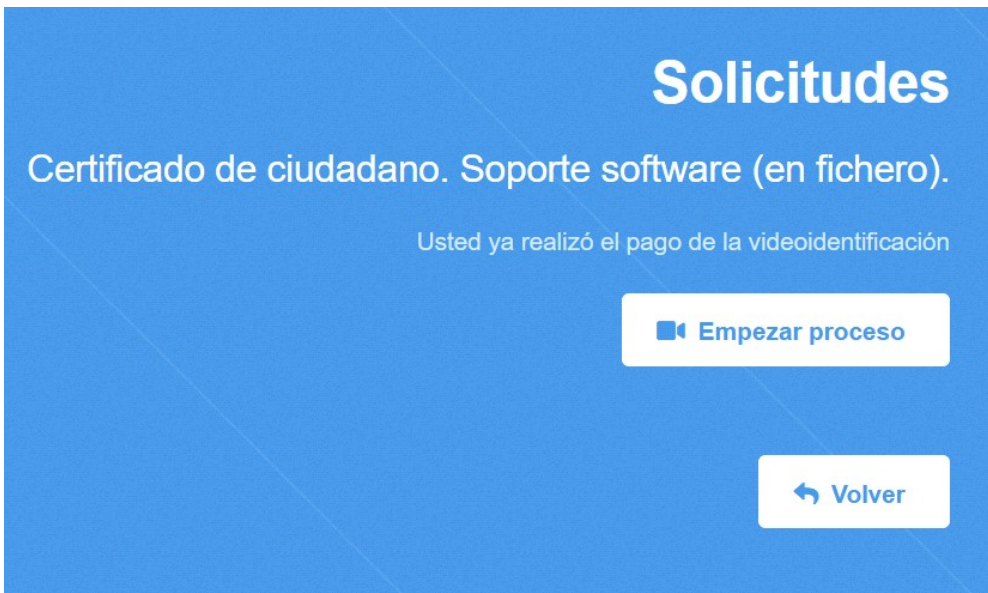 Solicitudes
Certificado de ciudadano. Soporte software (en fichero).
Usted ya realizó el pago de la videoidentificación
Empezar proceso
Volver